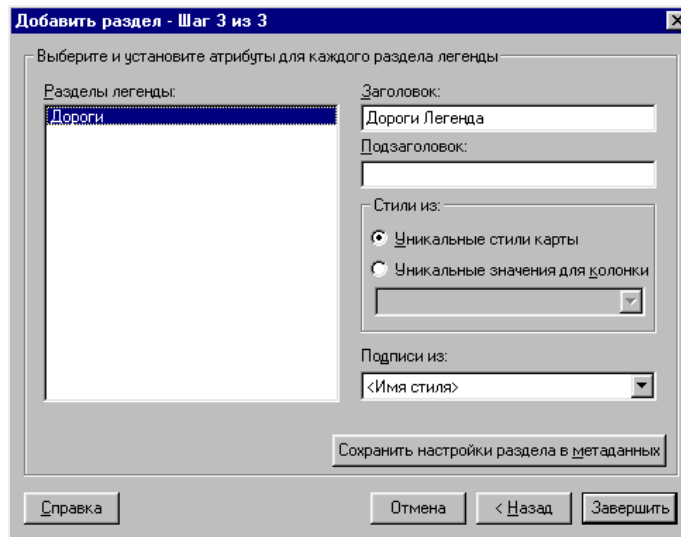 Добавить раздел - Шаг 3 из 3
Выберите и установите атрибуты для каждого раздела легенды
Разделы легенды:
Дороги
Заголовок:
Дороги Легенда
Подзаголовок:
Стили из:
Уникальные стили карты
Уникальные значения для колонки
Подписи из:
<Имя стиля>
Сохранить настройки раздела в метаданных
Справка
Отмена
< Назад
Завершить